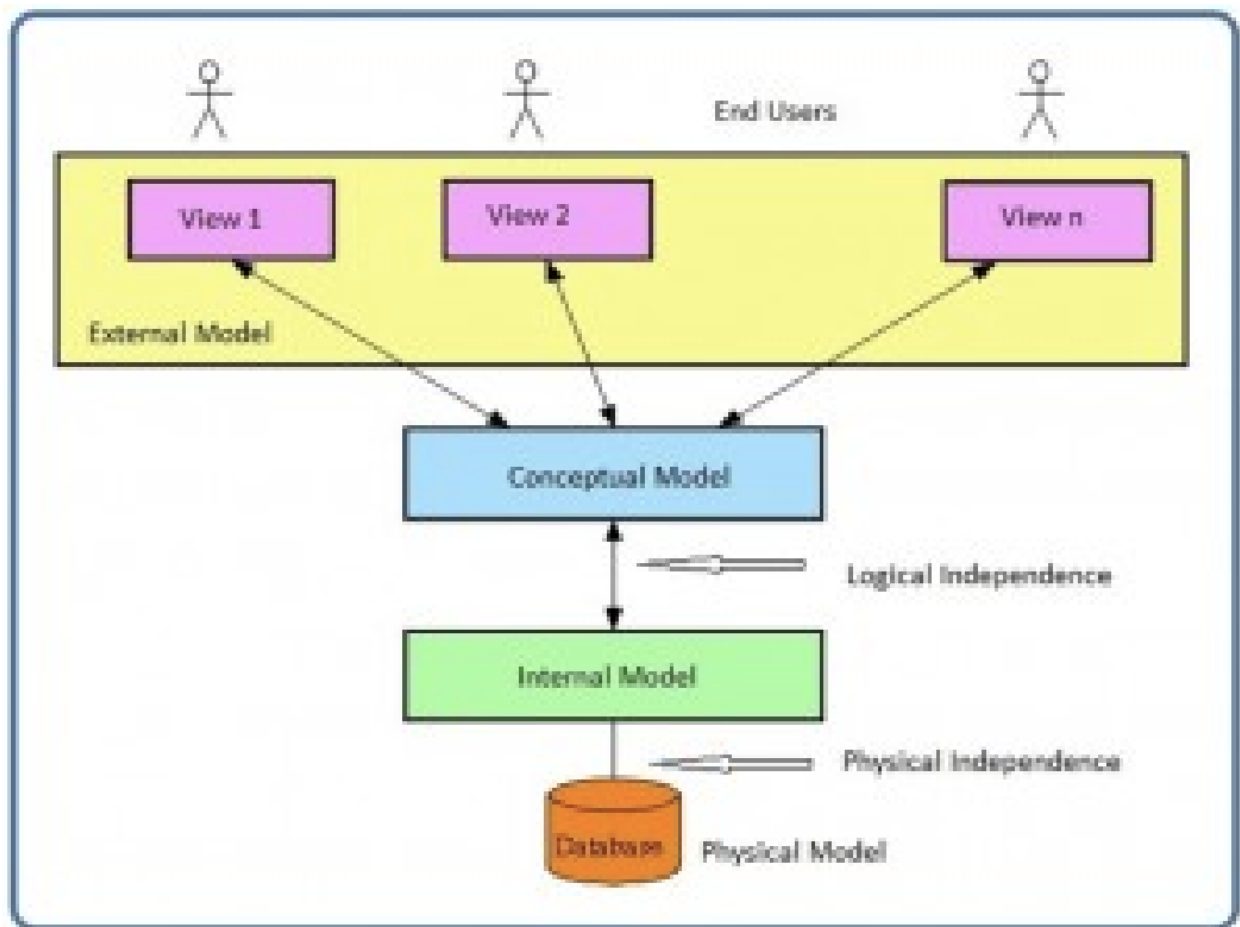 End Users
View 1
View 2
View n
External Model
Conceptual Model
Logical Independence
Internal Model
Physical Independence
Database
Physical Model